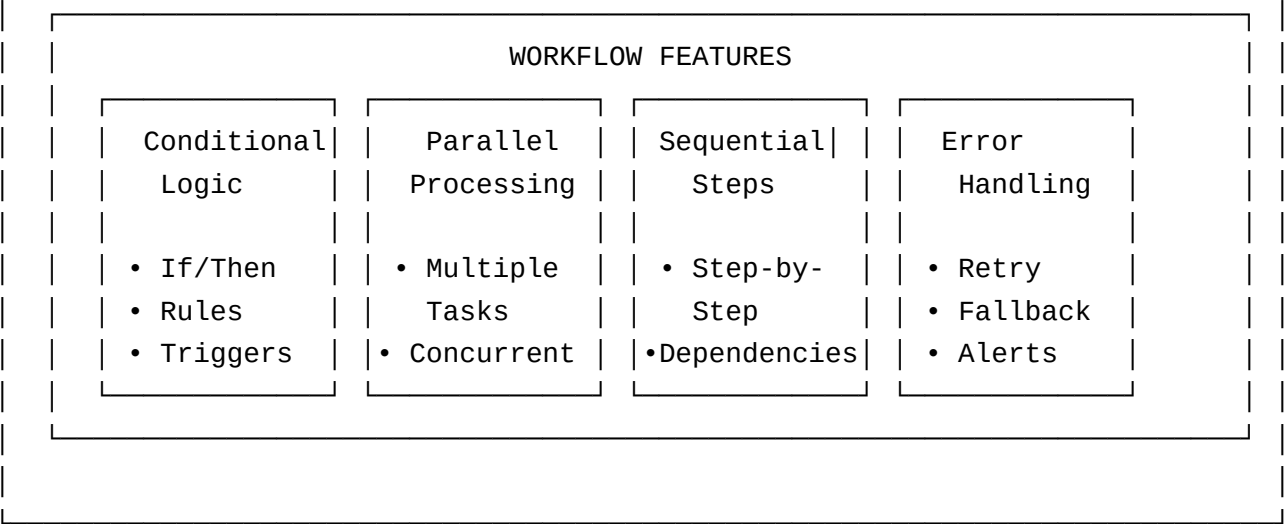 WORKFLOW FEATURES
Conditional Parallel Sequential Error
Logic Processing Steps Handling
• If/Then • Multiple • Step-by- • Retry
• Rules Tasks Step • Fallback
• Triggers • Concurrent •Dependencies • Alerts